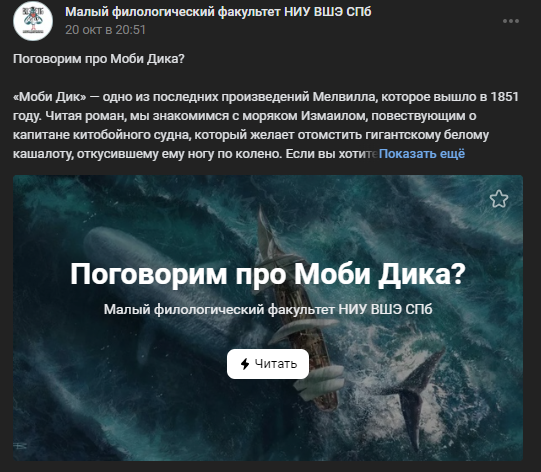 Малый филологический факультет НИУ ВШЭ СПб
20 окт в 20:51
Поговорим про Моби Дика?
«Моби Дик» — одно из последних произведений Мелвилла, которое вышло в 1851
году. Читая роман, мы знакомимся с моряком Измаилом, повествующим о
капитане китобойного судна, который желает отомстить гигантскому белому
кашалоту, откусившему ему ногу по колено. Если вы хотите Показать ещё
Поговорим про Моби Дика?
Малый филологический факультет НИУ ВШЭ СПб
Читать